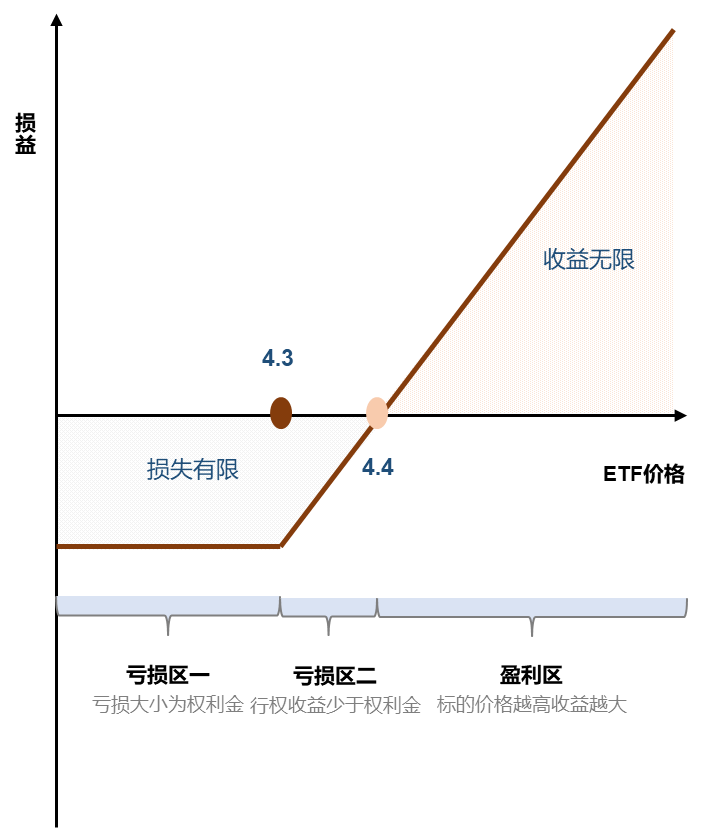 损益
收益无限
4.3
损失有限
4.4
ETF价格
亏损区一
亏损区二
盈利区
亏损大小为权利金
行权收益少于权利金
标的价格越高收益越大